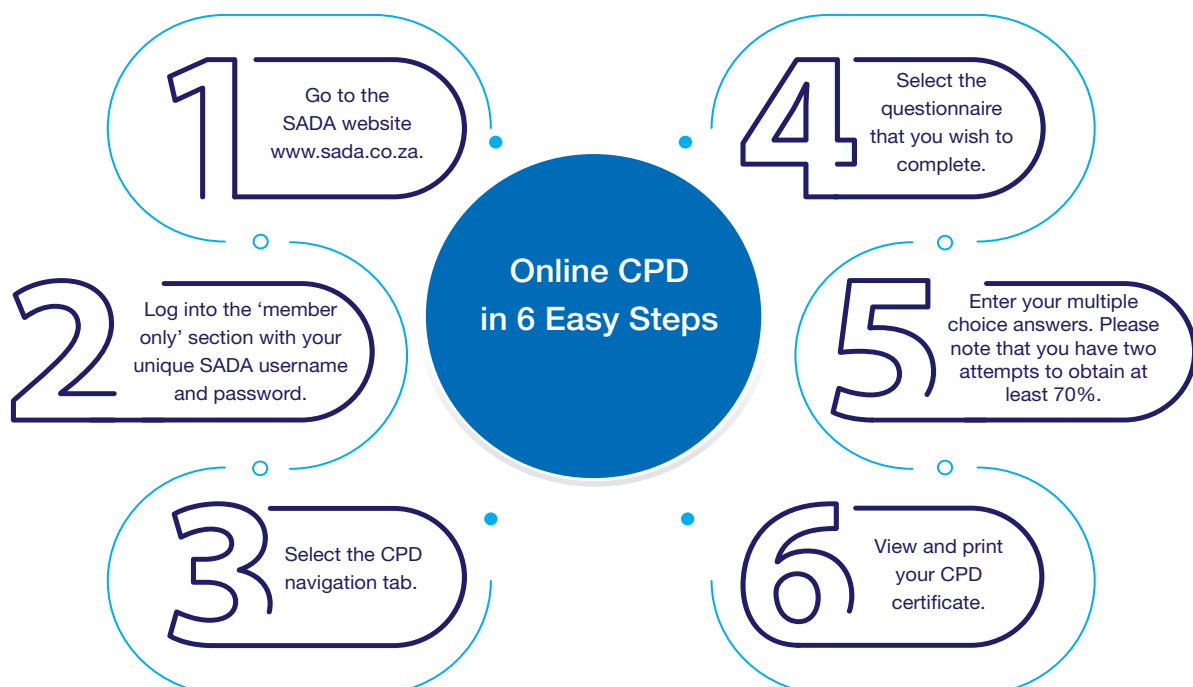 Online CPD
in 6 Easy Steps
1
Go to the
SADA website
www.sada.co.za.
2
Log into the ‘member
only’ section with your
unique SADA username
and password.
3
Select the CPD
navigation tab.
4
Select the
questionnaire
that you wish to
complete.
5
Enter your multiple
choice answers. Please
note that you have two
attempts to obtain at
least 70%.
6
View and print
your CPD
certificate.